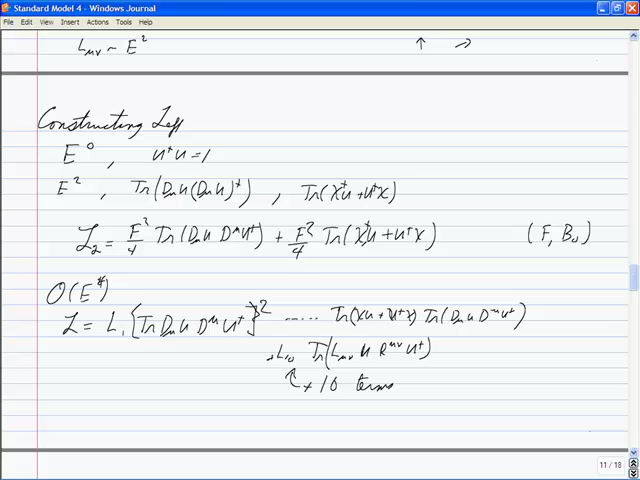 Standard Model 4 - Windows Journal
File Edit View Insert Actions Tools Help
L_μν ~ E² ↑ →
Constructing L_eff
E⁰, U⁺U = 1
E², Tr(D_μU(D_μU)⁺), Tr(χ⁺U + U⁺χ)
ℒ₂ = F²/4 Tr(D_μU D^μU⁺) + F²/4 Tr(χ⁺U + U⁺χ) (F, B₀)
O(E⁴)
ℒ = L₁ {Tr D_μU D^μU⁺}² ...... Tr(χU + U⁺χ) Tr(D_μU D^μU⁺)
+L₁₀ Tr(L_μν U R^μν U⁺)
↑ + 10 terms
11 / 18